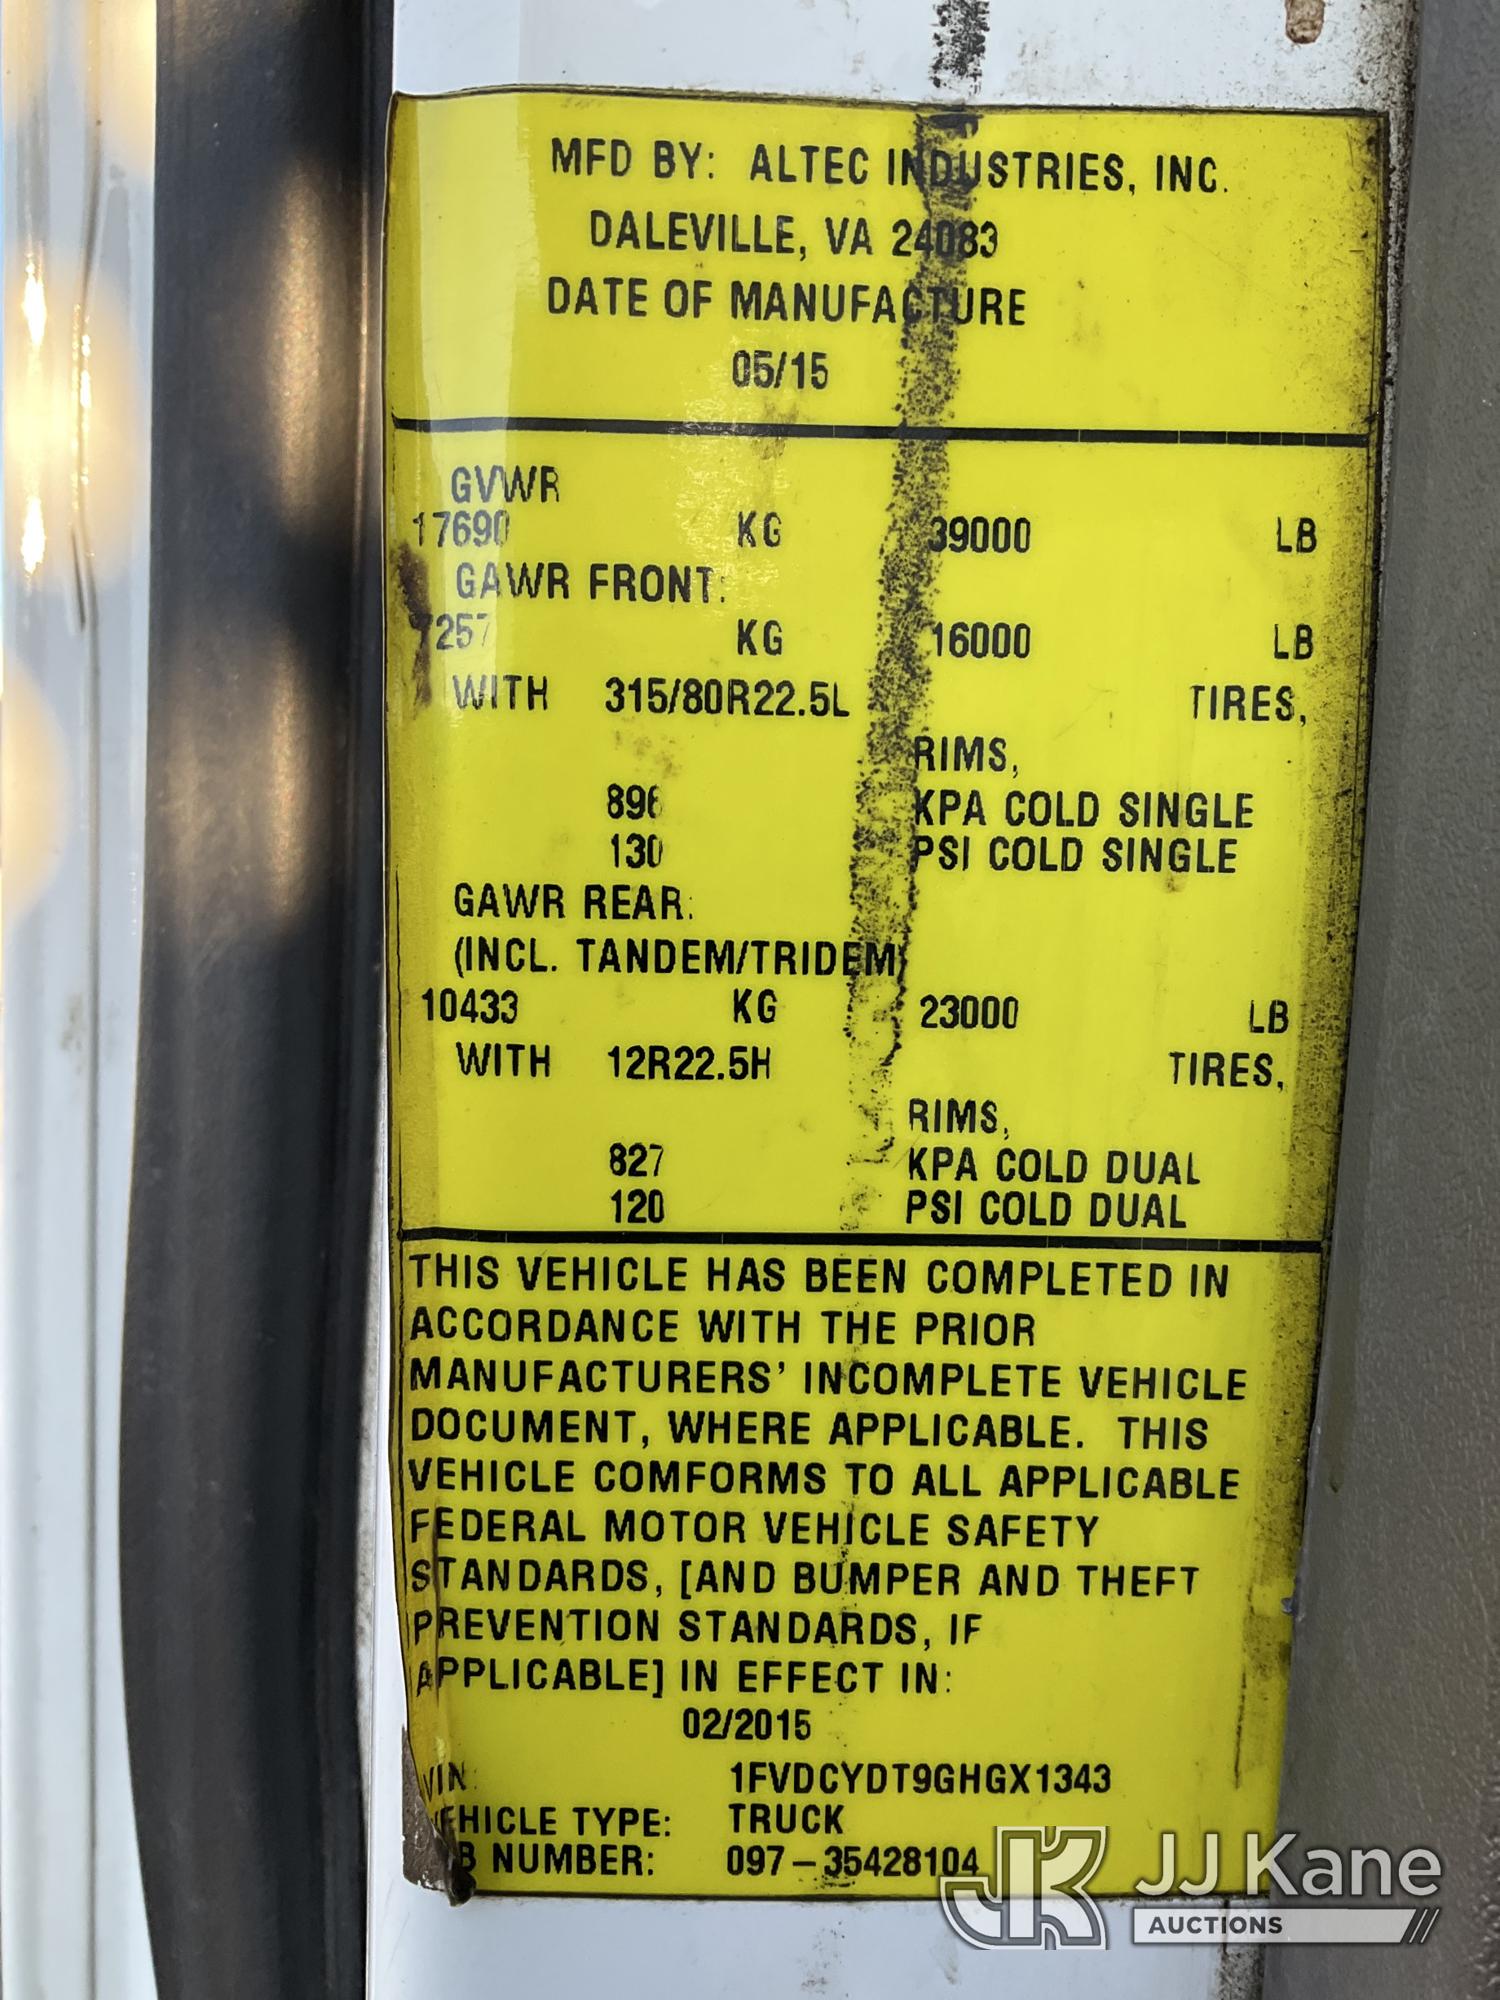 MFD BY: ALTEC INDUSTRIES, INC.
DALEVILLE, VA 24083
DATE OF MANUFACTURE
05/15
GVWR
17690 KG 39000 LB
GAWR FRONT:
7257 KG 16000 LB
WITH 315/80R22.5L TIRES,
RIMS,
896 KPA COLD SINGLE
130 PSI COLD SINGLE
GAWR REAR:
(INCL. TANDEM/TRIDEM)
10433 KG 23000 LB
WITH 12R22.5H TIRES,
RIMS,
827 KPA COLD DUAL
120 PSI COLD DUAL
THIS VEHICLE HAS BEEN COMPLETED IN
ACCORDANCE WITH THE PRIOR
MANUFACTURERS' INCOMPLETE VEHICLE
DOCUMENT, WHERE APPLICABLE. THIS
VEHICLE COMFORMS TO ALL APPLICABLE
FEDERAL MOTOR VEHICLE SAFETY
STANDARDS, [AND BUMPER AND THEFT
PREVENTION STANDARDS, IF
APPLICABLE] IN EFFECT IN:
02/2015
VIN: 1FVDCYDT9GHGX1343
VEHICLE TYPE: TRUCK
NUMBER: 097-35428104
JK JJ Kane
AUCTIONS